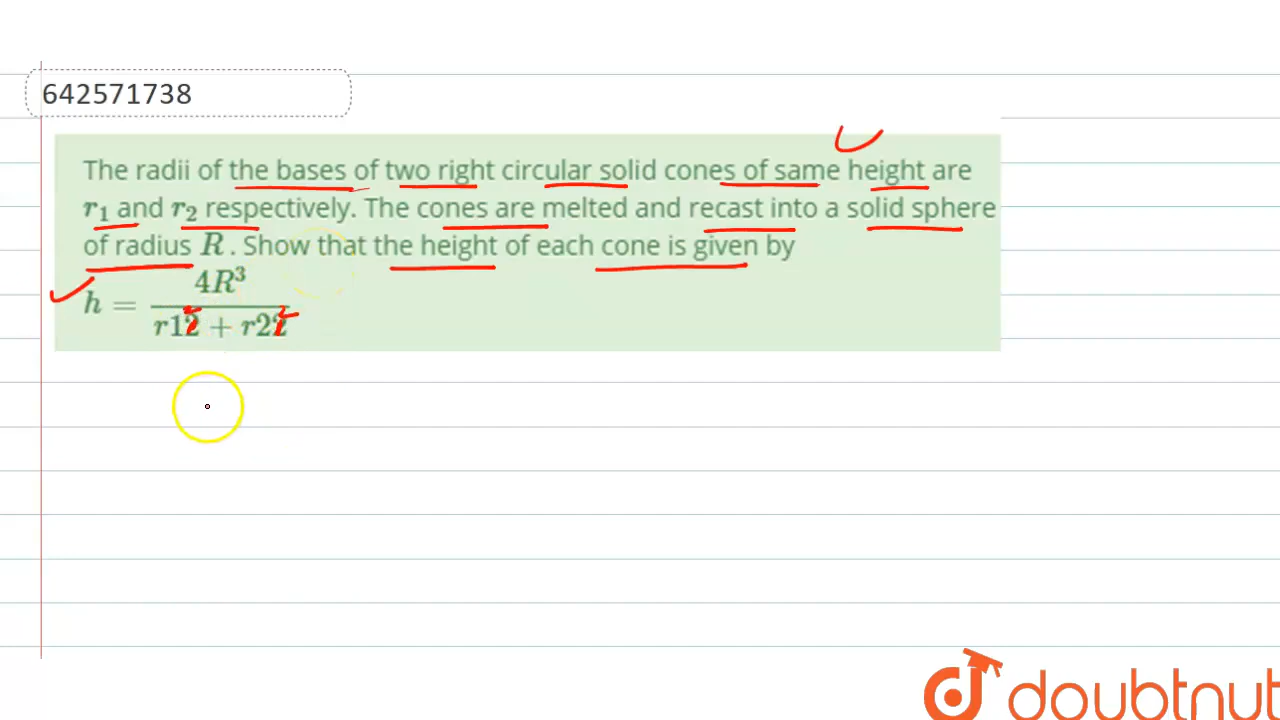 642571738
The radii of the bases of two right circular solid cones of same height are
r₁ and r₂ respectively. The cones are melted and recast into a solid sphere
of radius R . Show that the height of each cone is given by
h = 4R³ / r12 + r22
doubtnut